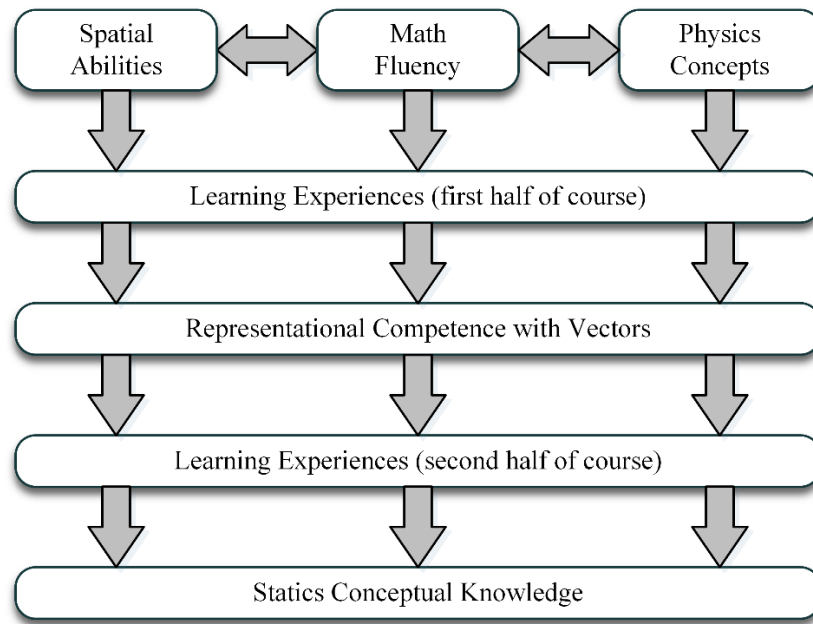 Spatial
Abilities
Math
Fluency
Physics
Concepts
Learning Experiences (first half of course)
Representational Competence with Vectors
Learning Experiences (second half of course)
Statics Conceptual Knowledge